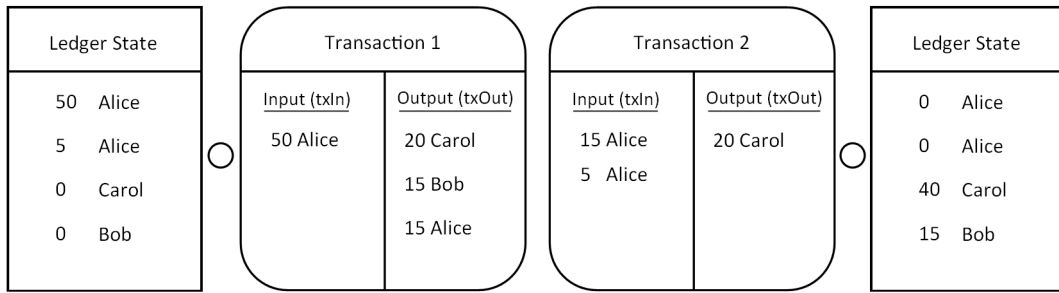 Ledger State
50 Alice
5 Alice
0 Carol
0 Bob
Transaction 1
Input (txIn)
50 Alice
Output (txOut)
20 Carol
15 Bob
15 Alice
Transaction 2
Input (txIn)
15 Alice
5 Alice
Output (txOut)
20 Carol
Ledger State
0 Alice
0 Alice
40 Carol
15 Bob